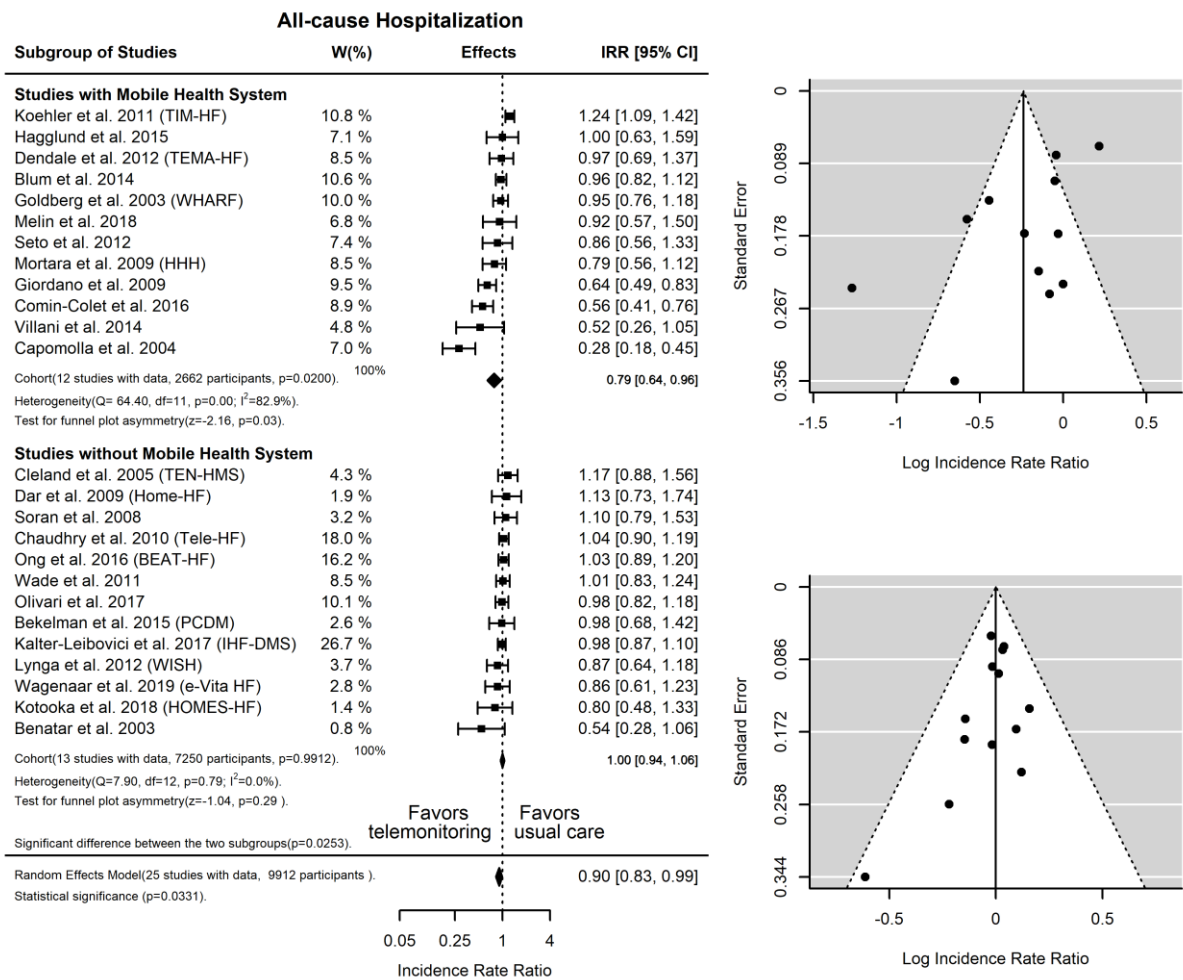 All-cause Hospitalization
Subgroup of Studies W(%) Effects IRR [95% CI]
Studies with Mobile Health System
Koehler et al. 2011 (TIM-HF) 10.8 % 1.24 [1.09, 1.42]
Hagglund et al. 2015 7.1 % 1.00 [0.63, 1.59]
Dendale et al. 2012 (TEMA-HF) 8.5 % 0.97 [0.69, 1.37]
Blum et al. 2014 10.6 % 0.96 [0.82, 1.12]
Goldberg et al. 2003 (WHARF) 10.0 % 0.95 [0.76, 1.18]
Melin et al. 2018 6.8 % 0.92 [0.57, 1.50]
Seto et al. 2012 7.4 % 0.86 [0.56, 1.33]
Mortara et al. 2009 (HHH) 8.5 % 0.79 [0.56, 1.12]
Giordano et al. 2009 9.5 % 0.64 [0.49, 0.83]
Comin-Colet et al. 2016 8.9 % 0.56 [0.41, 0.76]
Villani et al. 2014 4.8 % 0.52 [0.26, 1.05]
Capomolla et al. 2004 7.0 % 0.28 [0.18, 0.45]
100%
Cohort(12 studies with data, 2662 participants, p=0.0200). 0.79 [0.64, 0.96]
Heterogeneity(Q= 64.40, df=11, p=0.00; I²=82.9%).
Test for funnel plot asymmetry(z=-2.16, p=0.03).
Studies without Mobile Health System
Cleland et al. 2005 (TEN-HMS) 4.3 % 1.17 [0.88, 1.56]
Dar et al. 2009 (Home-HF) 1.9 % 1.13 [0.73, 1.74]
Soran et al. 2008 3.2 % 1.10 [0.79, 1.53]
Chaudhry et al. 2010 (Tele-HF) 18.0 % 1.04 [0.90, 1.19]
Ong et al. 2016 (BEAT-HF) 16.2 % 1.03 [0.89, 1.20]
Wade et al. 2011 8.5 % 1.01 [0.83, 1.24]
Olivari et al. 2017 10.1 % 0.98 [0.82, 1.18]
Bekelman et al. 2015 (PCDM) 2.6 % 0.98 [0.68, 1.42]
Kalter-Leibovici et al. 2017 (IHF-DMS) 26.7 % 0.98 [0.87, 1.10]
Lynga et al. 2012 (WISH) 3.7 % 0.87 [0.64, 1.18]
Wagenaar et al. 2019 (e-Vita HF) 2.8 % 0.86 [0.61, 1.23]
Kotooka et al. 2018 (HOMES-HF) 1.4 % 0.80 [0.48, 1.33]
Benatar et al. 2003 0.8 % 0.54 [0.28, 1.06]
100%
Cohort(13 studies with data, 7250 participants, p=0.9912). 1.00 [0.94, 1.06]
Heterogeneity(Q=7.90, df=12, p=0.79; I²=0.0%).
Test for funnel plot asymmetry(z=-1.04, p=0.29 ).
Favors Favors
telemonitoring usual care
Significant difference between the two subgroups(p=0.0253).
Random Effects Model(25 studies with data, 9912 participants ). 0.90 [0.83, 0.99]
Statistical significance (p=0.0331).
0.05 0.25 1 4
Incidence Rate Ratio
Standard Error
0
0.089
0.178
0.267
0.356
-1.5 -1 -0.5 0 0.5
Log Incidence Rate Ratio
Standard Error
0
0.086
0.172
0.258
0.344
-0.5 0 0.5
Log Incidence Rate Ratio